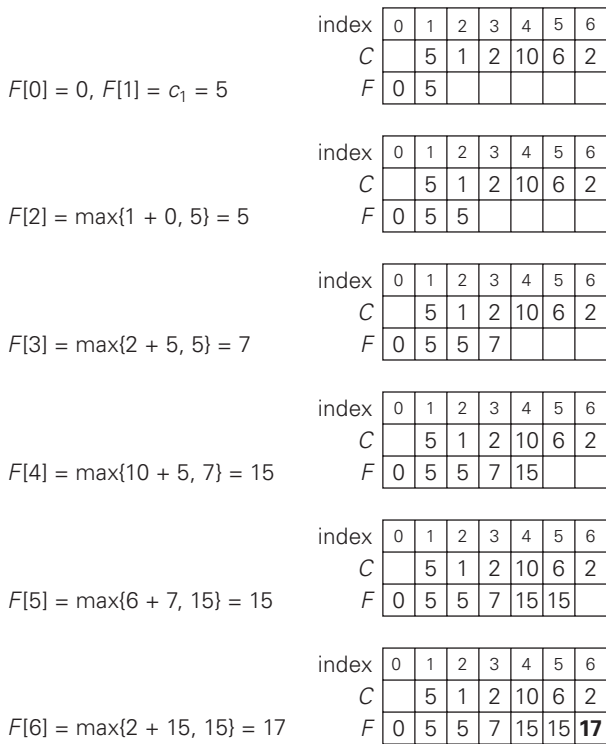 index 0 1 2 3 4 5 6
C 5 1 2 10 6 2
F[0] = 0, F[1] = c₁ = 5 F 0 5
index 0 1 2 3 4 5 6
C 5 1 2 10 6 2
F[2] = max{1 + 0, 5} = 5 F 0 5 5
index 0 1 2 3 4 5 6
C 5 1 2 10 6 2
F[3] = max{2 + 5, 5} = 7 F 0 5 5 7
index 0 1 2 3 4 5 6
C 5 1 2 10 6 2
F[4] = max{10 + 5, 7} = 15 F 0 5 5 7 15
index 0 1 2 3 4 5 6
C 5 1 2 10 6 2
F[5] = max{6 + 7, 15} = 15 F 0 5 5 7 15 15
index 0 1 2 3 4 5 6
C 5 1 2 10 6 2
F[6] = max{2 + 15, 15} = 17 F 0 5 5 7 15 15 17